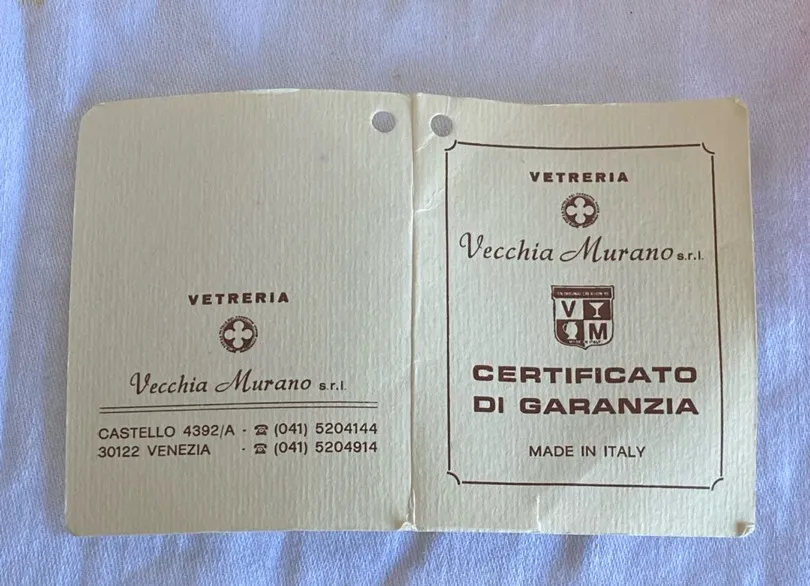 VETRERIA
Vecchia Murano s.r.l.
CASTELLO 4392/A - ☎ (041) 5204144
30122 VENEZIA - ☎ (041) 5204914
VETRERIA
Vecchia Murano s.r.l.
V
M
CERTIFICATO
DI GARANZIA
MADE IN ITALY